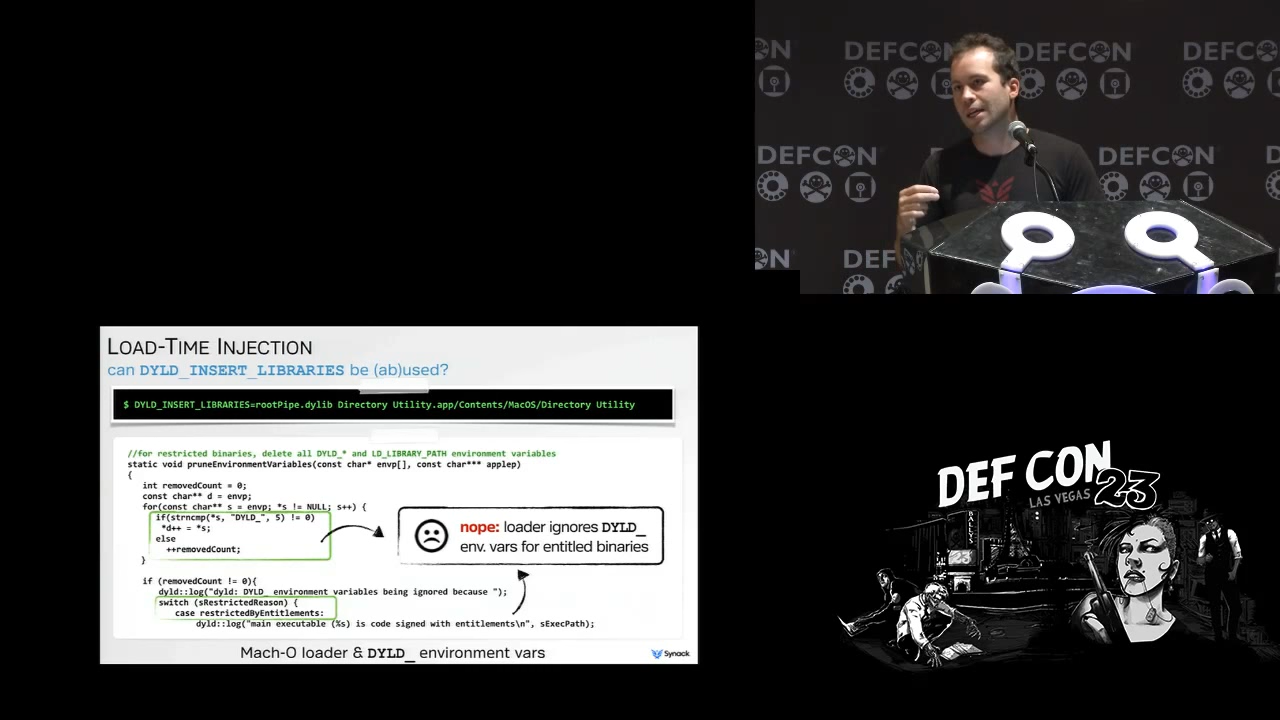 DEFCON DEFCON DEFCON
DEFCON DEFCON
DEF
LOAD-TIME INJECTION
can DYLD_INSERT_LIBRARIES be (ab)used?
$ DYLD_INSERT_LIBRARIES=rootPipe.dylib Directory Utility.app/Contents/MacOS/Directory Utility
//for restricted binaries, delete all DYLD_* and LD_LIBRARY_PATH environment variables
static void pruneEnvironmentVariables(const char* envp[], const char*** applep)
{
int removedCount = 0;
const char** d = envp;
for(const char** s = envp; *s != NULL; s++) {
if(strncmp(*s, "DYLD_", 5) != 0)
*d++ = *s;
else
++removedCount;
}
nope: loader ignores DYLD_
env. vars for entitled binaries
if (removedCount != 0){
dyld::log("dyld: DYLD_ environment variables being ignored because ");
switch (sRestrictedReason) {
case restrictedByEntitlements:
dyld::log("main executable (%s) is code signed with entitlements\n", sExecPath);
Mach-O loader & DYLD_ environment vars
Synack
DEF CON 23
LAS VEGAS
BALLYS